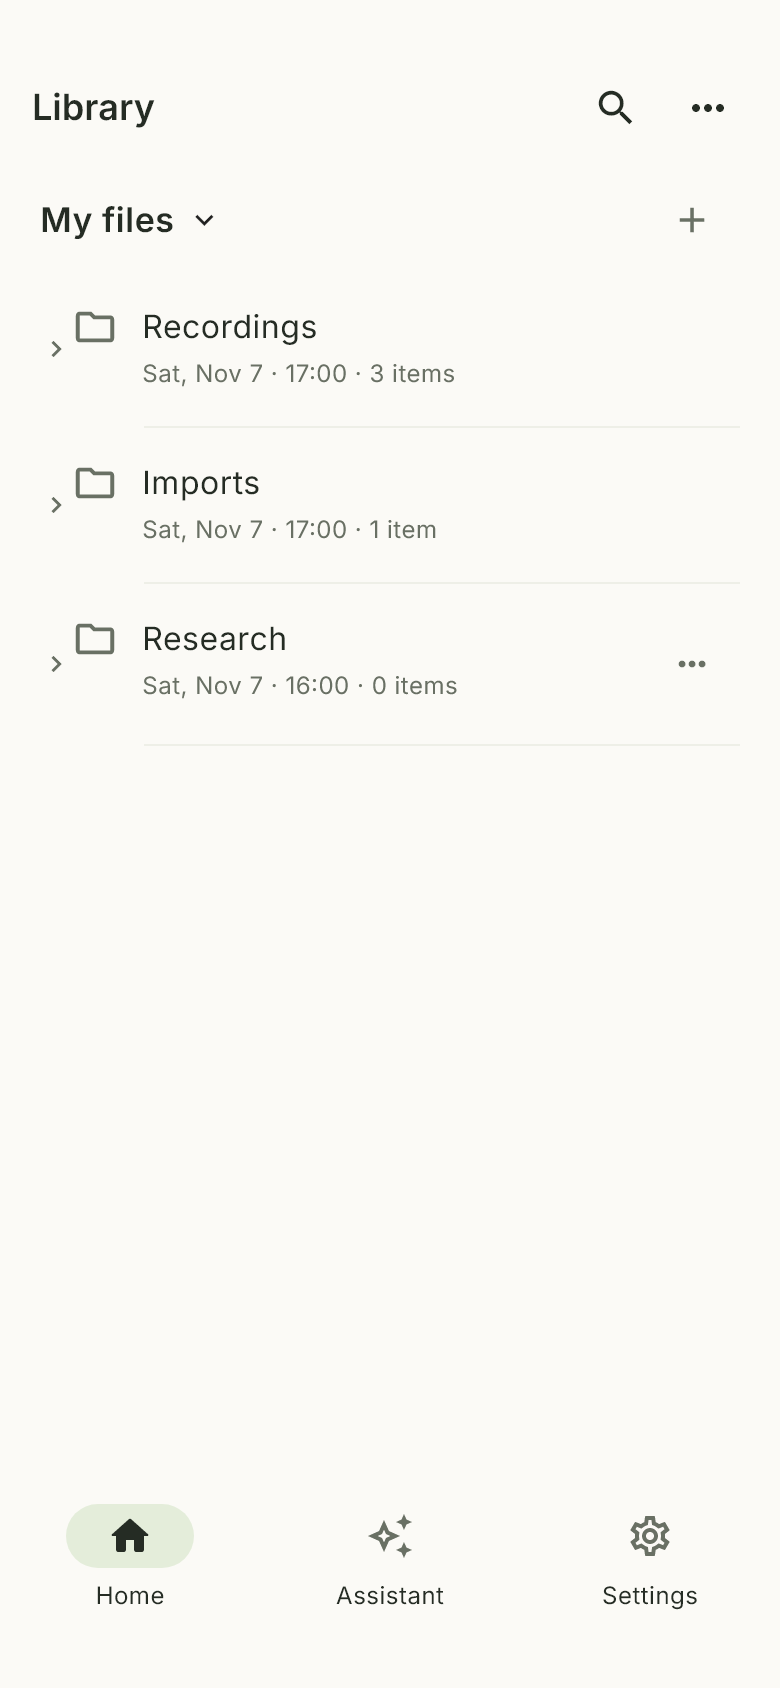 Library
My files
Recordings
Sat, Nov 7 · 17:00 · 3 items
Imports
Sat, Nov 7 · 17:00 · 1 item
Research
Sat, Nov 7 · 16:00 · 0 items
Home
Assistant
Settings